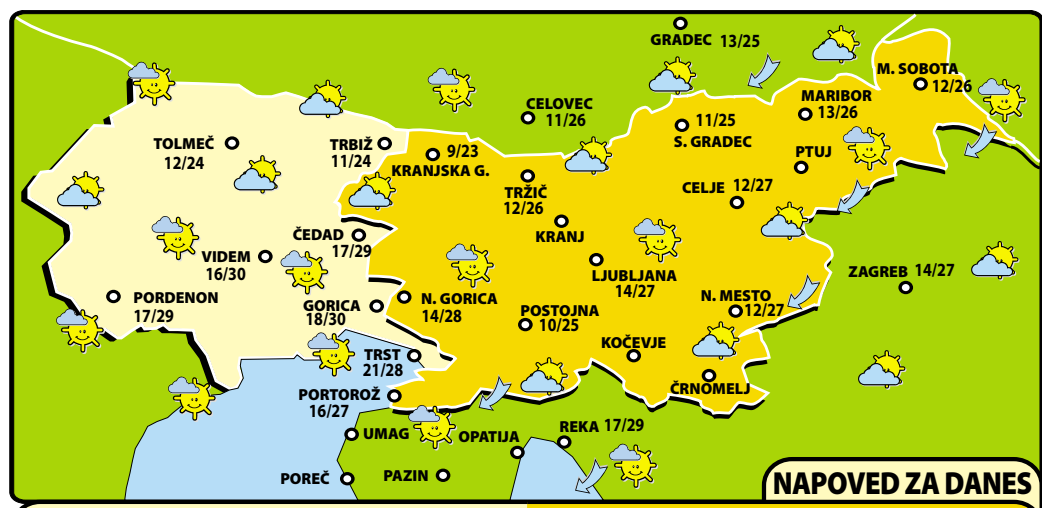 GRADEC 13/25
M. SOBOTA
12/26
MARIBOR
13/26
CELOVEC
11/26
11/25
S. GRADEC
TOLMEČ
12/24
TRBIŽ
11/24
9/23
KRANJSKA G.
PTUJ
TRŽIČ
12/26
CELJE 12/27
KRANJ
ČEDAD
17/29
VIDEM
16/30
LJUBLJANA
14/27
ZAGREB 14/27
PORDENON
17/29
GORICA
18/30
N. GORICA
14/28
POSTOJNA
10/25
N. MESTO
12/27
KOČEVJE
TRST
21/28
ČRNOMELJ
PORTOROŽ
16/27
UMAG
OPATIJA
REKA 17/29
POREČ
PAZIN
NAPOVED ZA DANES